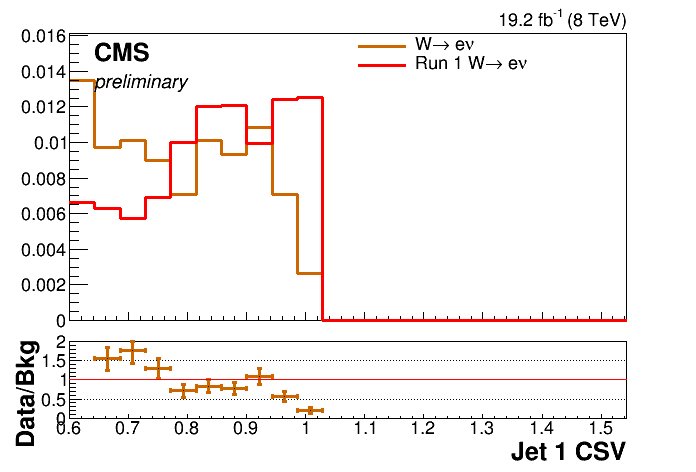 19.2 fb⁻¹ (8 TeV)
0.016
CMS
W→ eν
Run 1 W→ eν
0.014
preliminary
0.012
0.01
0.008
0.006
0.004
0.002
0
Data/Bkg
2
1.5
1
0.5
0
0.6 0.7 0.8 0.9 1 1.1 1.2 1.3 1.4 1.5
Jet 1 CSV